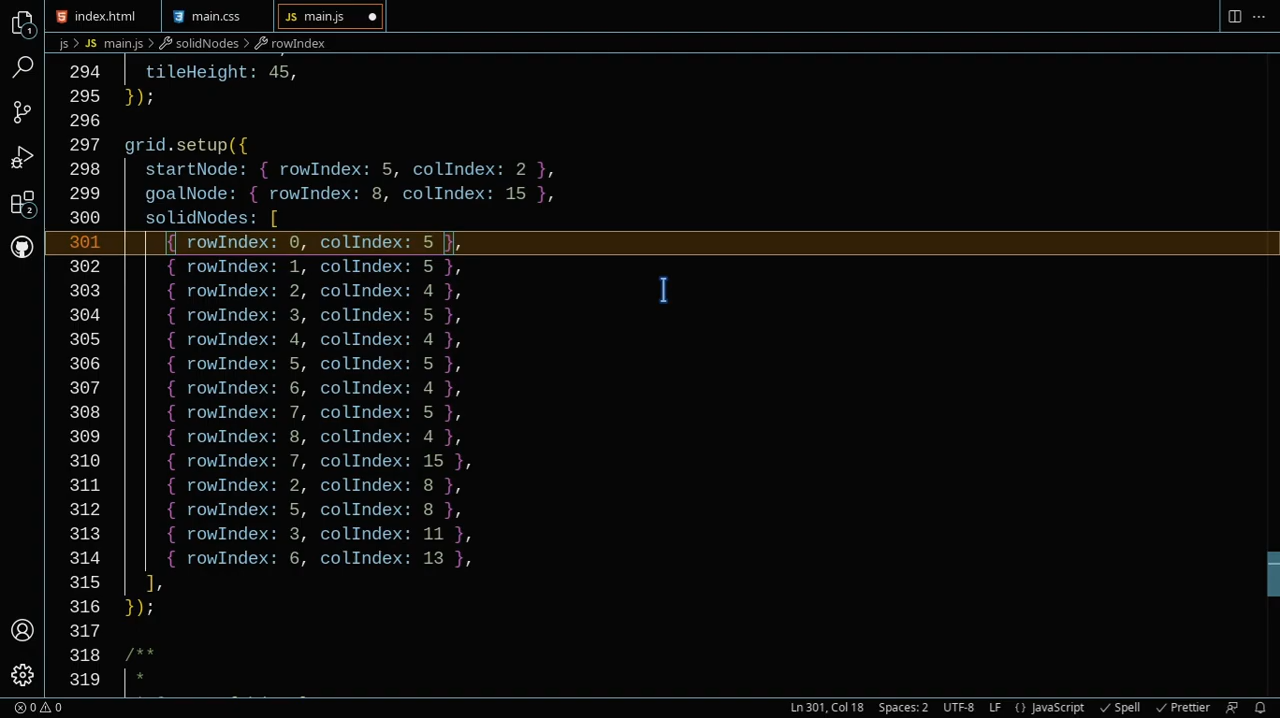 index.html
main.css
JS main.js
js > JS main.js > solidNodes > rowIndex
294 tileHeight: 45,
295 });
296
297 grid.setup({
298 startNode: { rowIndex: 5, colIndex: 2 },
299 goalNode: { rowIndex: 8, colIndex: 15 },
300 solidNodes: [
301 { rowIndex: 0, colIndex: 5 },
302 { rowIndex: 1, colIndex: 5 },
303 { rowIndex: 2, colIndex: 4 },
304 { rowIndex: 3, colIndex: 5 },
305 { rowIndex: 4, colIndex: 4 },
306 { rowIndex: 5, colIndex: 5 },
307 { rowIndex: 6, colIndex: 4 },
308 { rowIndex: 7, colIndex: 5 },
309 { rowIndex: 8, colIndex: 4 },
310 { rowIndex: 7, colIndex: 15 },
311 { rowIndex: 2, colIndex: 8 },
312 { rowIndex: 5, colIndex: 8 },
313 { rowIndex: 3, colIndex: 11 },
314 { rowIndex: 6, colIndex: 13 },
315 ],
316 });
317
318 /**
319 *
1
2
0 0 Ln 301, Col 18 Spaces: 2 UTF-8 LF {} JavaScript Spell Prettier